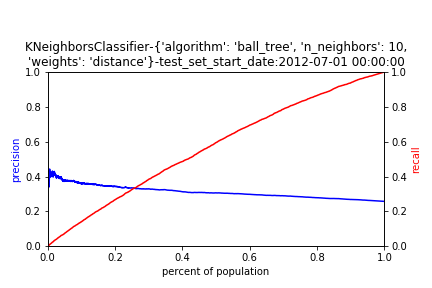 KNeighborsClassifier-{'algorithm': 'ball_tree', 'n_neighbors': 10,
'weights': 'distance'}-test_set_start_date:2012-07-01 00:00:00
1.0
0.8
0.6
0.4
0.2
0.0
precision
1.0
0.8
0.6
0.4
0.2
0.0
recall
0.0 0.2 0.4 0.6 0.8 1.0
percent of population